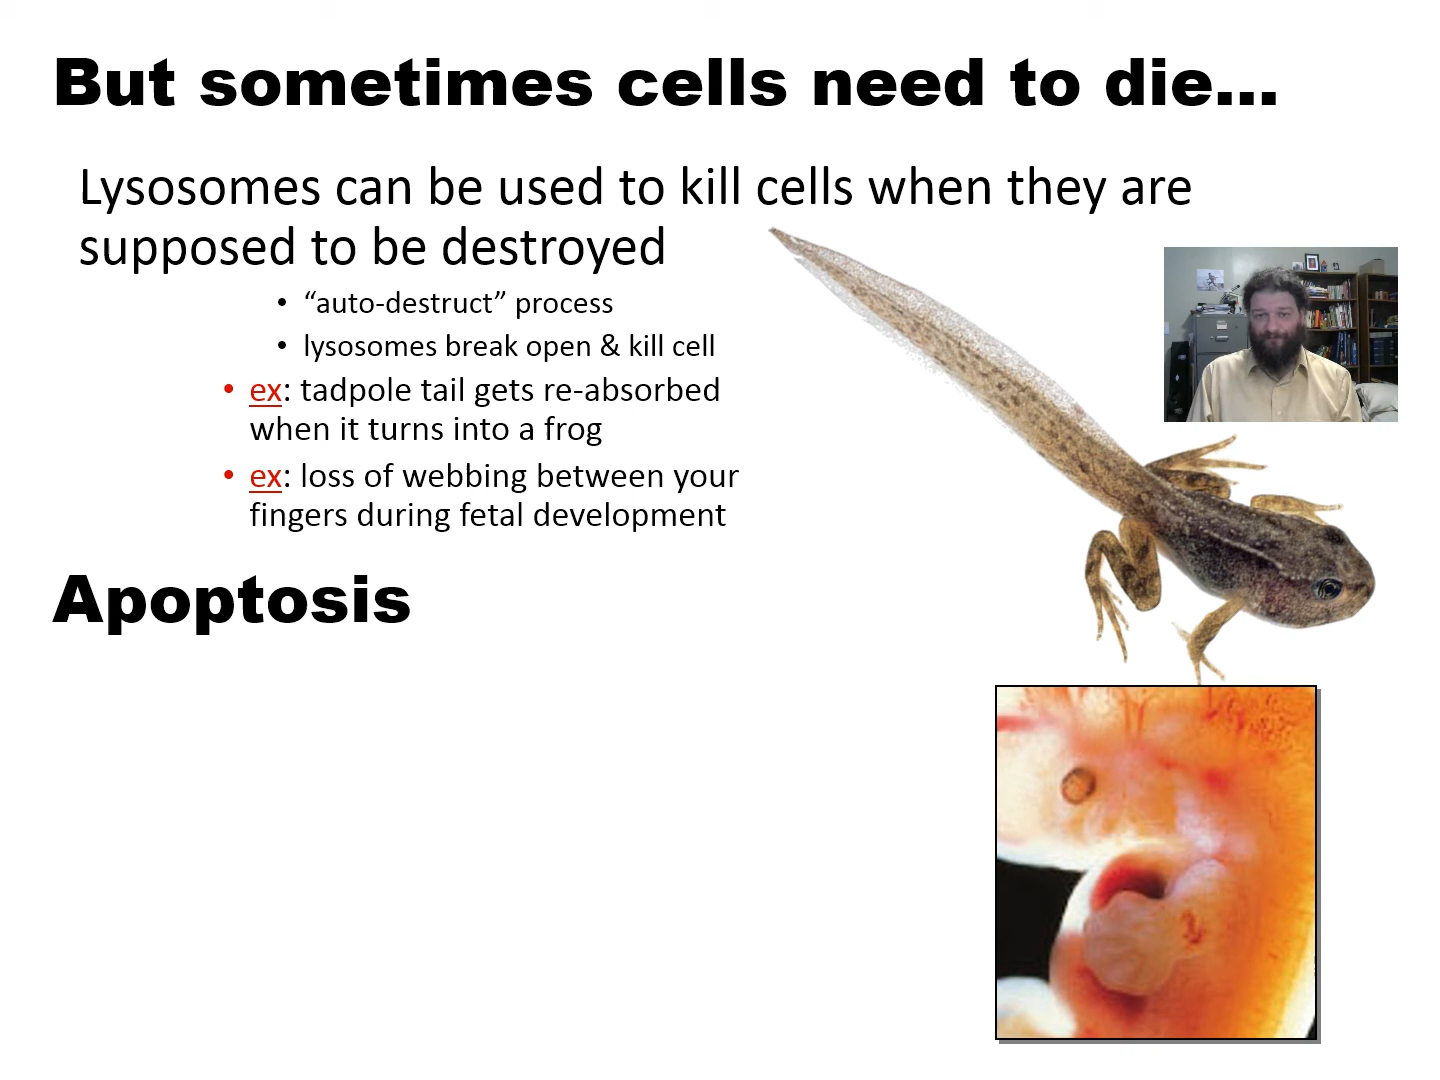 But sometimes cells need to die...
Lysosomes can be used to kill cells when they are
supposed to be destroyed
• “auto-destruct” process
• lysosomes break open & kill cell
• ex: tadpole tail gets re-absorbed
when it turns into a frog
• ex: loss of webbing between your
fingers during fetal development
Apoptosis